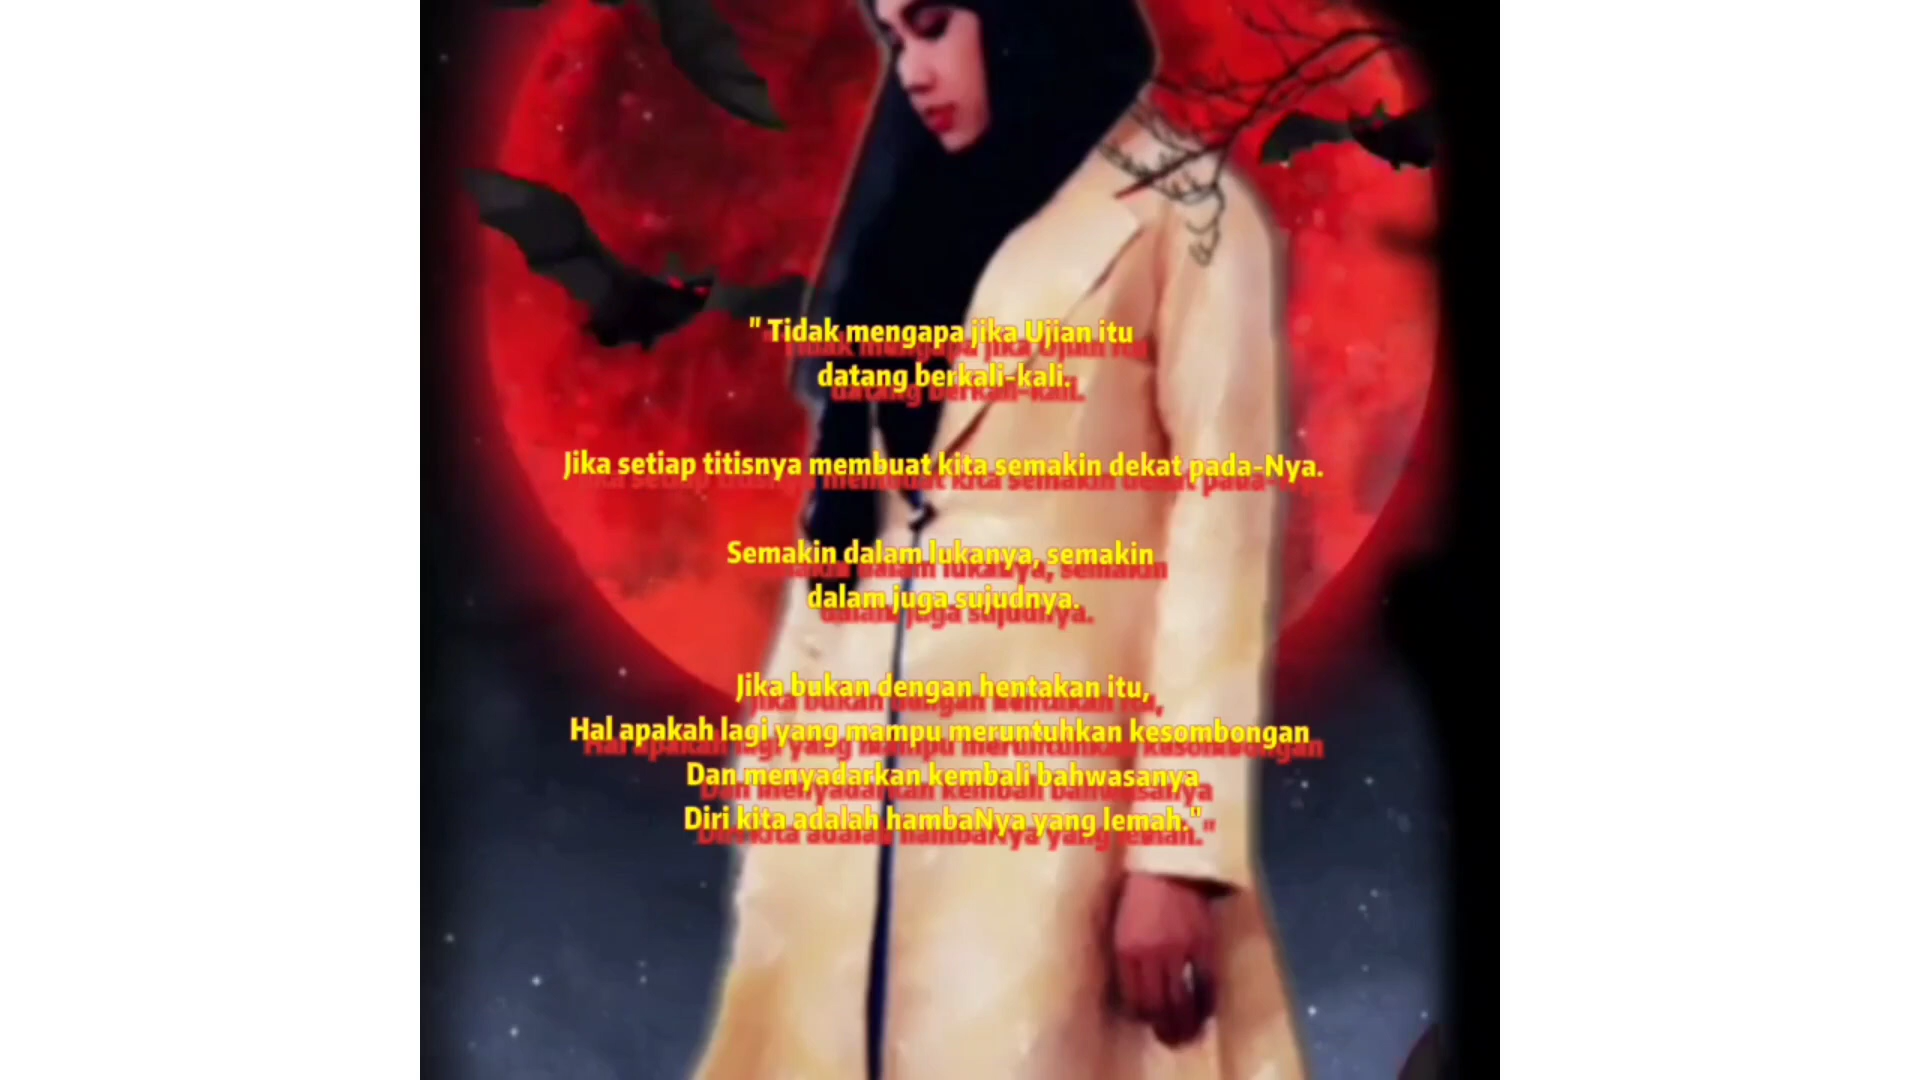 " Tidak mengapa jika Ujian itu
datang berkali-kali.
Jika setiap titisnya membuat kita semakin dekat pada-Nya.
Semakin dalam lukanya, semakin
dalam juga sujudnya.
Jika bukan dengan hentakan itu,
Hal apakah lagi yang mampu meruntuhkan kesombongan
Dan menyadarkan kembali bahwasanya
Diri kita adalah hambaNya yang lemah."